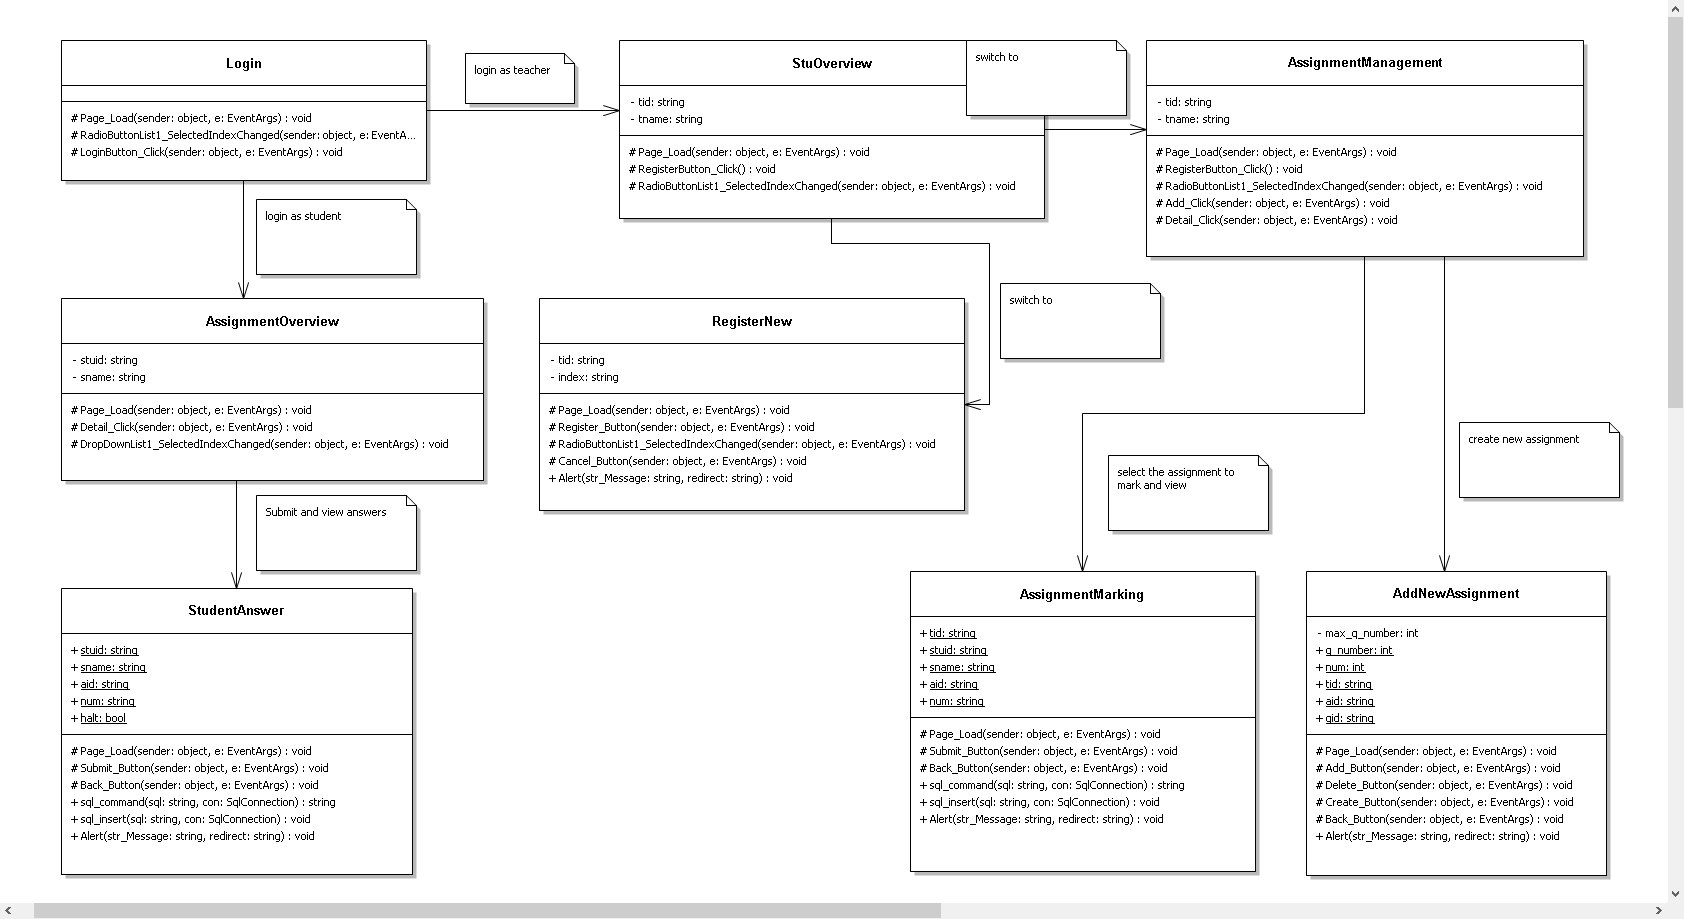 Login
# Page_Load(sender: object, e: EventArgs) : void
# RadioButtonList1_SelectedIndexChanged(sender: object, e: EventA...
# LoginButton_Click(sender: object, e: EventArgs) : void
login as teacher
StuOverview
- tid: string
- tname: string
# Page_Load(sender: object, e: EventArgs) : void
# RegisterButton_Click() : void
# RadioButtonList1_SelectedIndexChanged(sender: object, e: EventArgs) : void
switch to
AssignmentManagement
- tid: string
- tname: string
# Page_Load(sender: object, e: EventArgs) : void
# RegisterButton_Click() : void
# RadioButtonList1_SelectedIndexChanged(sender: object, e: EventArgs) : void
# Add_Click(sender: object, e: EventArgs) : void
# Detail_Click(sender: object, e: EventArgs) : void
login as student
AssignmentOverview
- stuid: string
- sname: string
# Page_Load(sender: object, e: EventArgs) : void
# Detail_Click(sender: object, e: EventArgs) : void
# DropDownList1_SelectedIndexChanged(sender: object, e: EventArgs) : void
RegisterNew
- tid: string
- index: string
# Page_Load(sender: object, e: EventArgs) : void
# Register_Button(sender: object, e: EventArgs) : void
# RadioButtonList1_SelectedIndexChanged(sender: object, e: EventArgs) : void
# Cancel_Button(sender: object, e: EventArgs) : void
+ Alert(str_Message: string, redirect: string) : void
switch to
select the assignment to
mark and view
create new assignment
Submit and view answers
StudentAnswer
+ stuid: string
+ sname: string
+ aid: string
+ num: string
+ halt: bool
# Page_Load(sender: object, e: EventArgs) : void
# Submit_Button(sender: object, e: EventArgs) : void
# Back_Button(sender: object, e: EventArgs) : void
+ sql_command(sql: string, con: SqlConnection) : string
+ sql_insert(sql: string, con: SqlConnection) : void
+ Alert(str_Message: string, redirect: string) : void
AssignmentMarking
+ tid: string
+ stuid: string
+ sname: string
+ aid: string
+ num: string
# Page_Load(sender: object, e: EventArgs) : void
# Submit_Button(sender: object, e: EventArgs) : void
# Back_Button(sender: object, e: EventArgs) : void
+ sql_command(sql: string, con: SqlConnection) : string
+ sql_insert(sql: string, con: SqlConnection) : void
+ Alert(str_Message: string, redirect: string) : void
AddNewAssignment
- max_q_number: int
+ q_number: int
+ num: int
+ tid: string
+ aid: string
+ qid: string
# Page_Load(sender: object, e: EventArgs) : void
# Add_Button(sender: object, e: EventArgs) : void
# Delete_Button(sender: object, e: EventArgs) : void
# Create_Button(sender: object, e: EventArgs) : void
# Back_Button(sender: object, e: EventArgs) : void
+ Alert(str_Message: string, redirect: string) : void